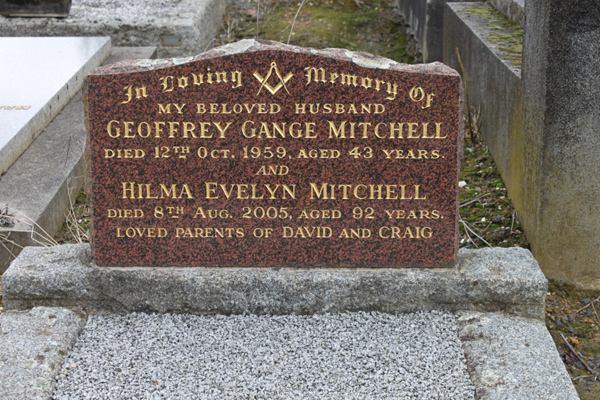 In Loving Memory Of
MY BELOVED HUSBAND
GEOFFREY GANGE MITCHELL
DIED 12TH OCT. 1959, AGED 43 YEARS.
AND
HILMA EVELYN MITCHELL
DIED 8TH AUG. 2005, AGED 92 YEARS.
LOVED PARENTS OF DAVID AND CRAIG